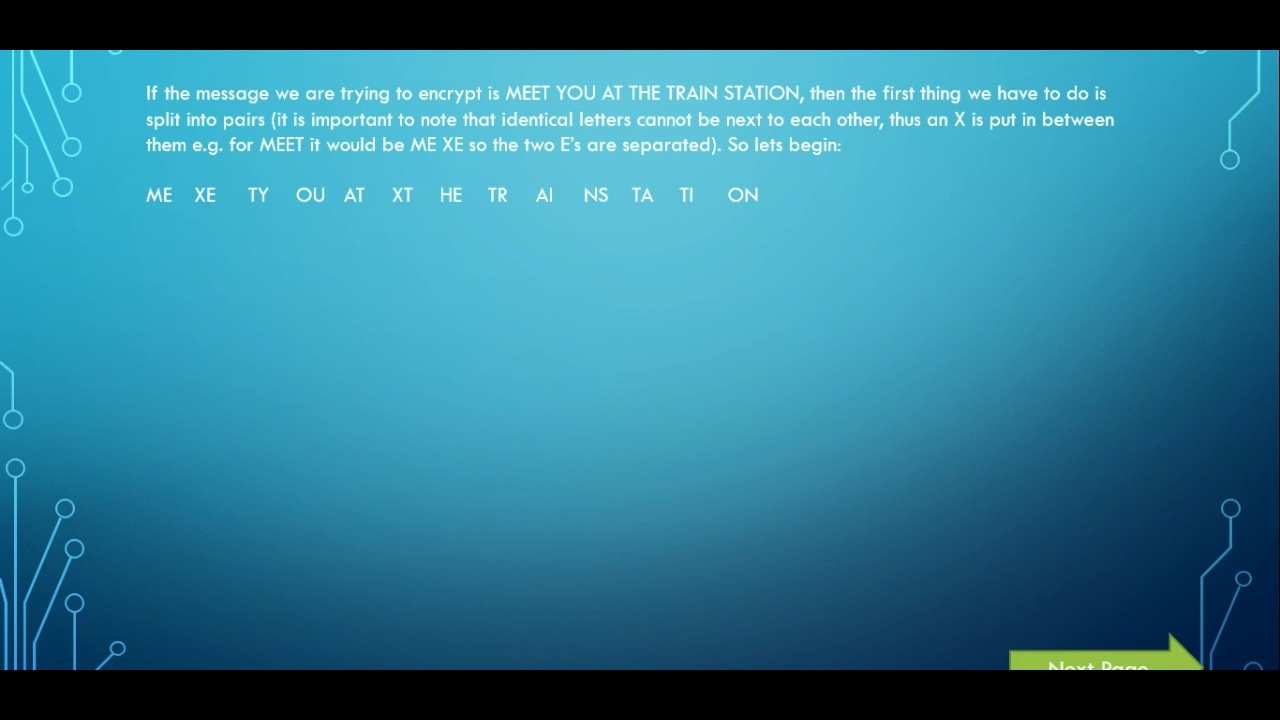 If the message we are trying to encrypt is MEET YOU AT THE TRAIN STATION, then the first thing we have to do is
split into pairs (it is important to note that identical letters cannot be next to each other, thus an X is put in between
them e.g. for MEET it would be ME XE so the two E's are separated). So lets begin:
ME XE TY OU AT XT HE TR AI NS TA TI ON
Next Page